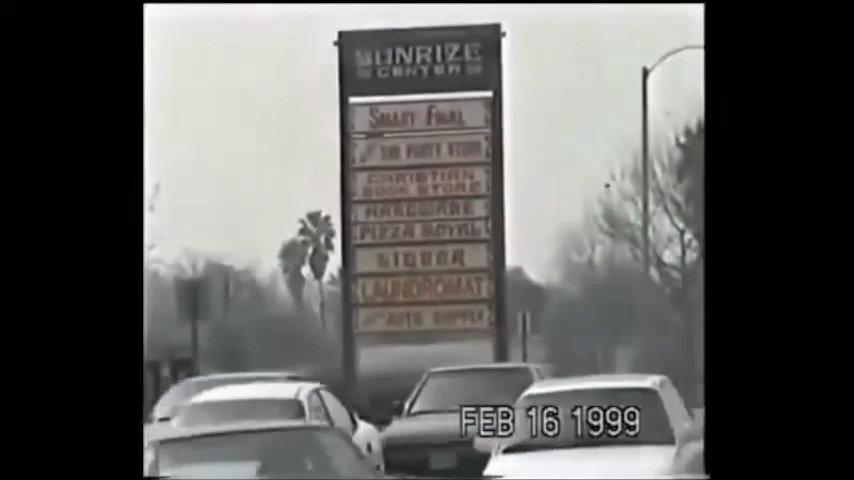 SUNRIZE
CENTER
SMART FINAL
THE PARTY STORE
CHRISTIAN
BOOK STORE
HARDWARE
PIZZA ROYAL
LIQUOR
LAUNDROMAT
AUTO SUPPLY
FEB 16 1999